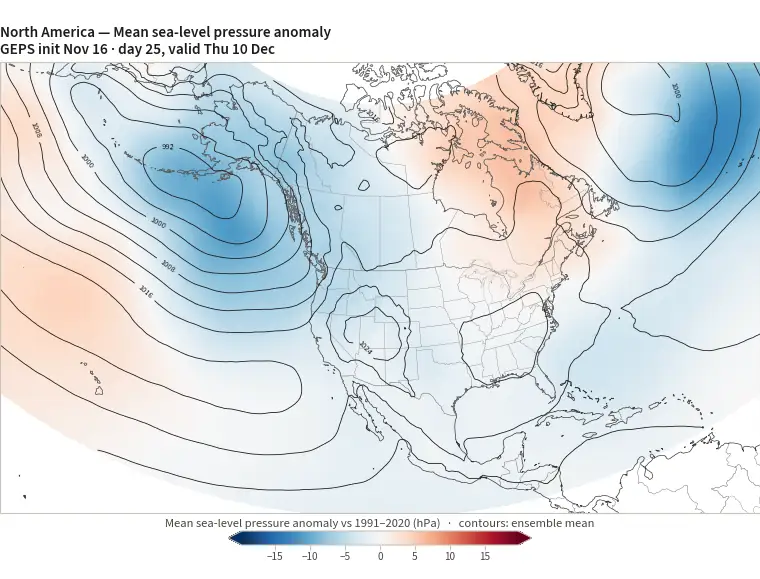 North America — Mean sea-level pressure anomaly
GEPS init Nov 16 · day 25, valid Thu 10 Dec
1008
1000
992
1000
1008
1016
1024
1000
Mean sea-level pressure anomaly vs 1991–2020 (hPa) · contours: ensemble mean
−15 −10 −5 0 5 10 15